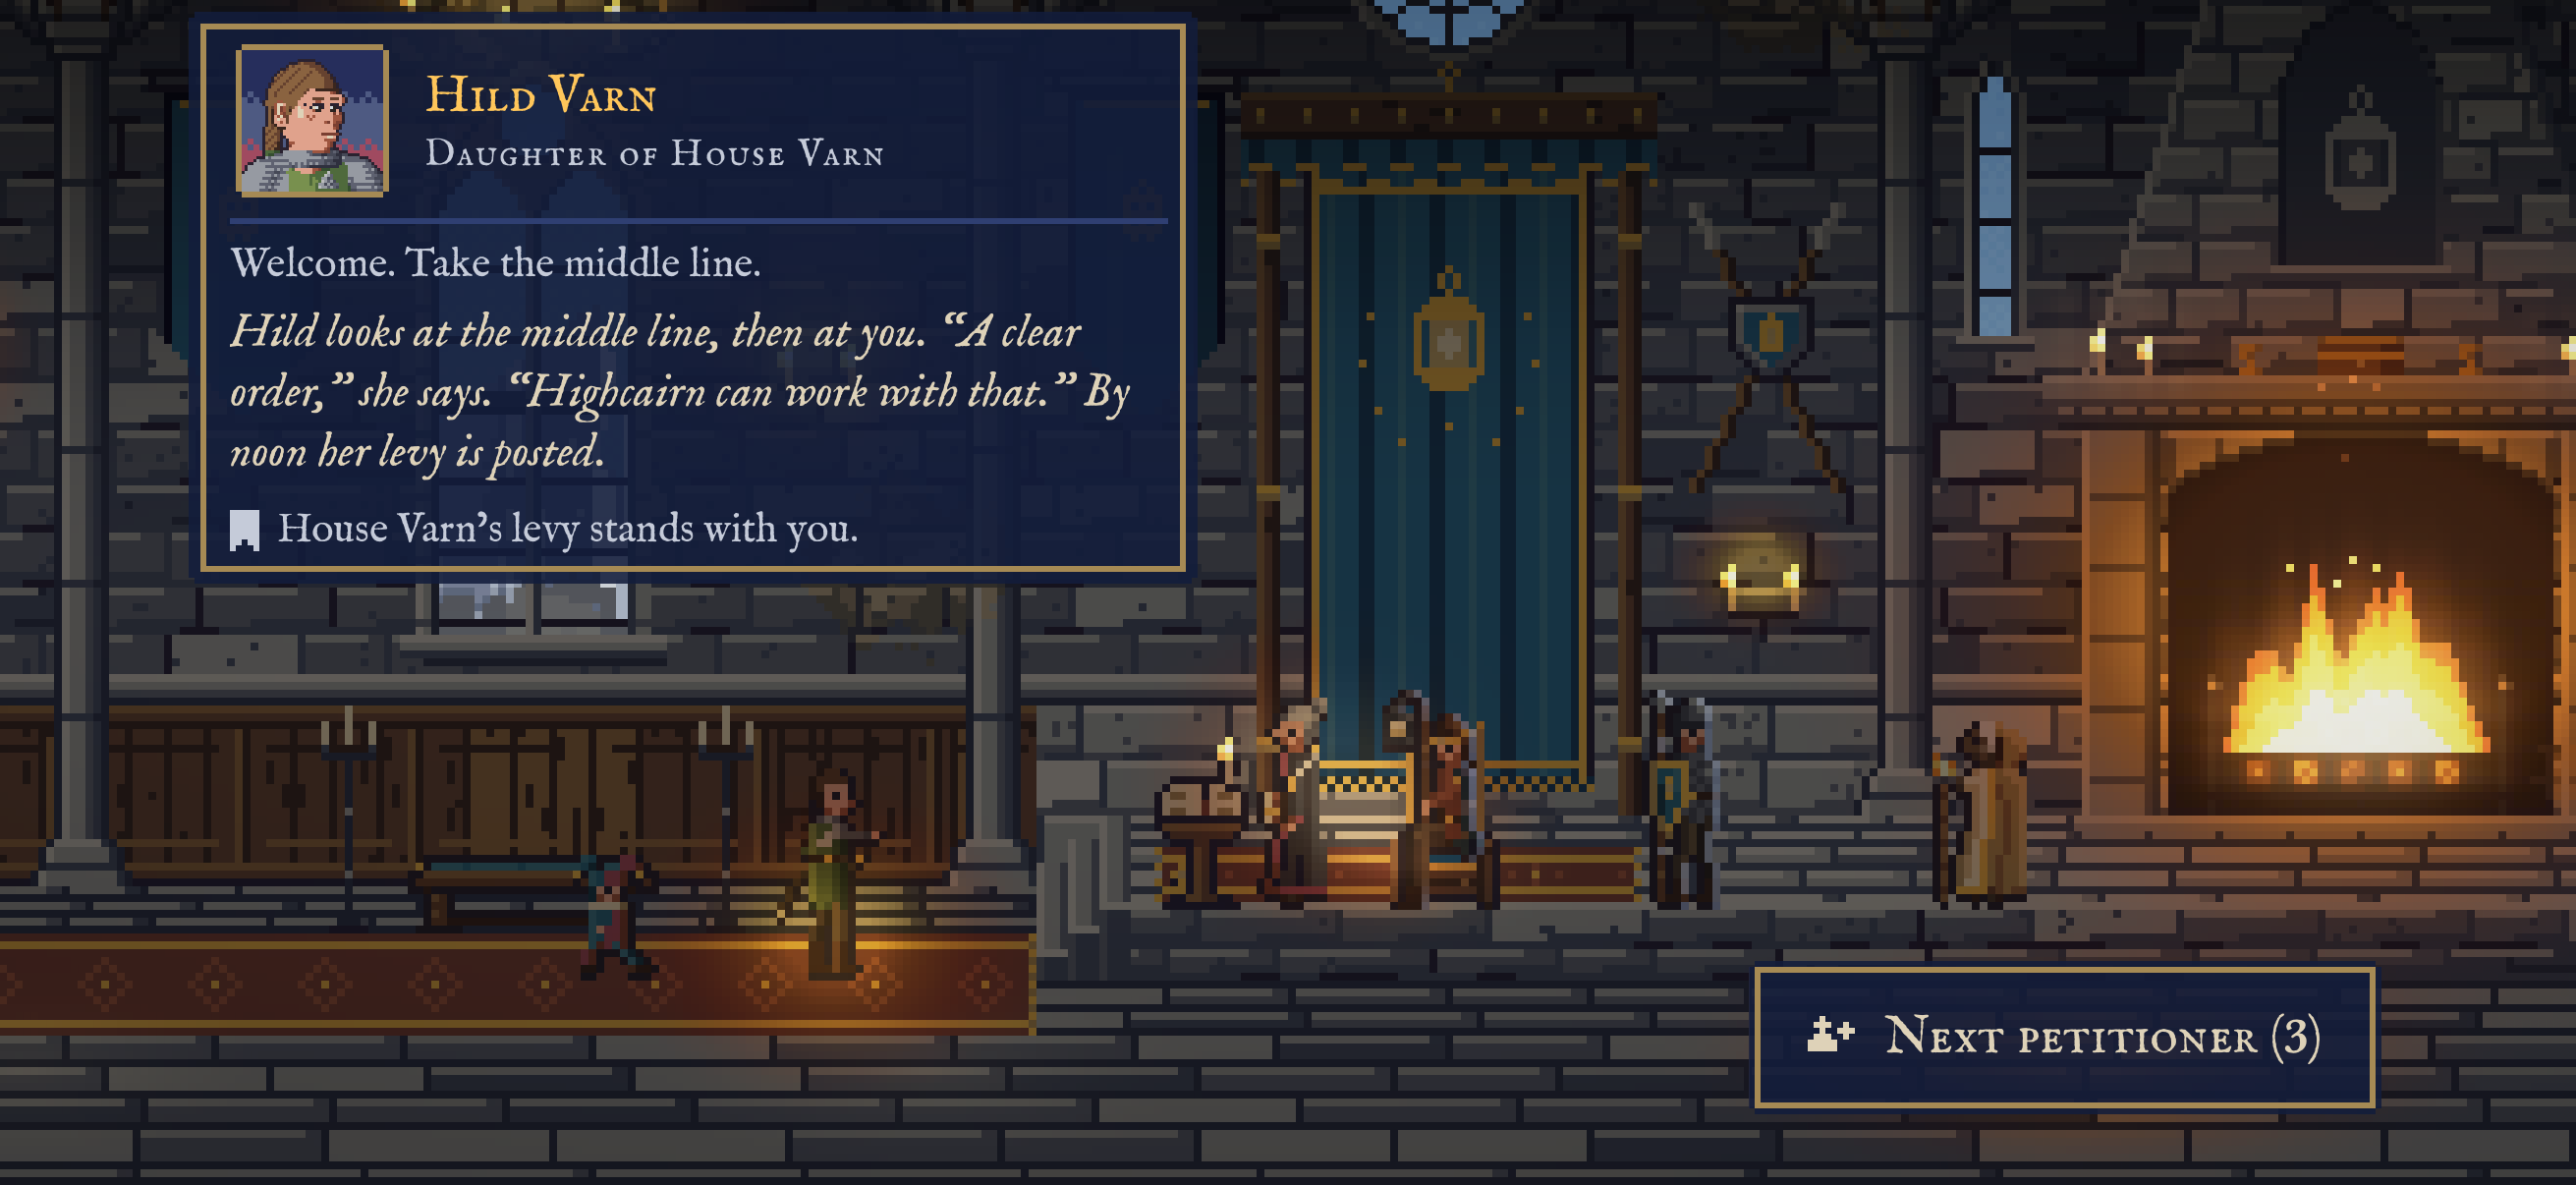 Hild Varn
Daughter of House Varn
Welcome. Take the middle line.
Hild looks at the middle line, then at you. “A clear
order,” she says. “Highcairn can work with that.” By
noon her levy is posted.
House Varn’s levy stands with you.
Next petitioner (3)